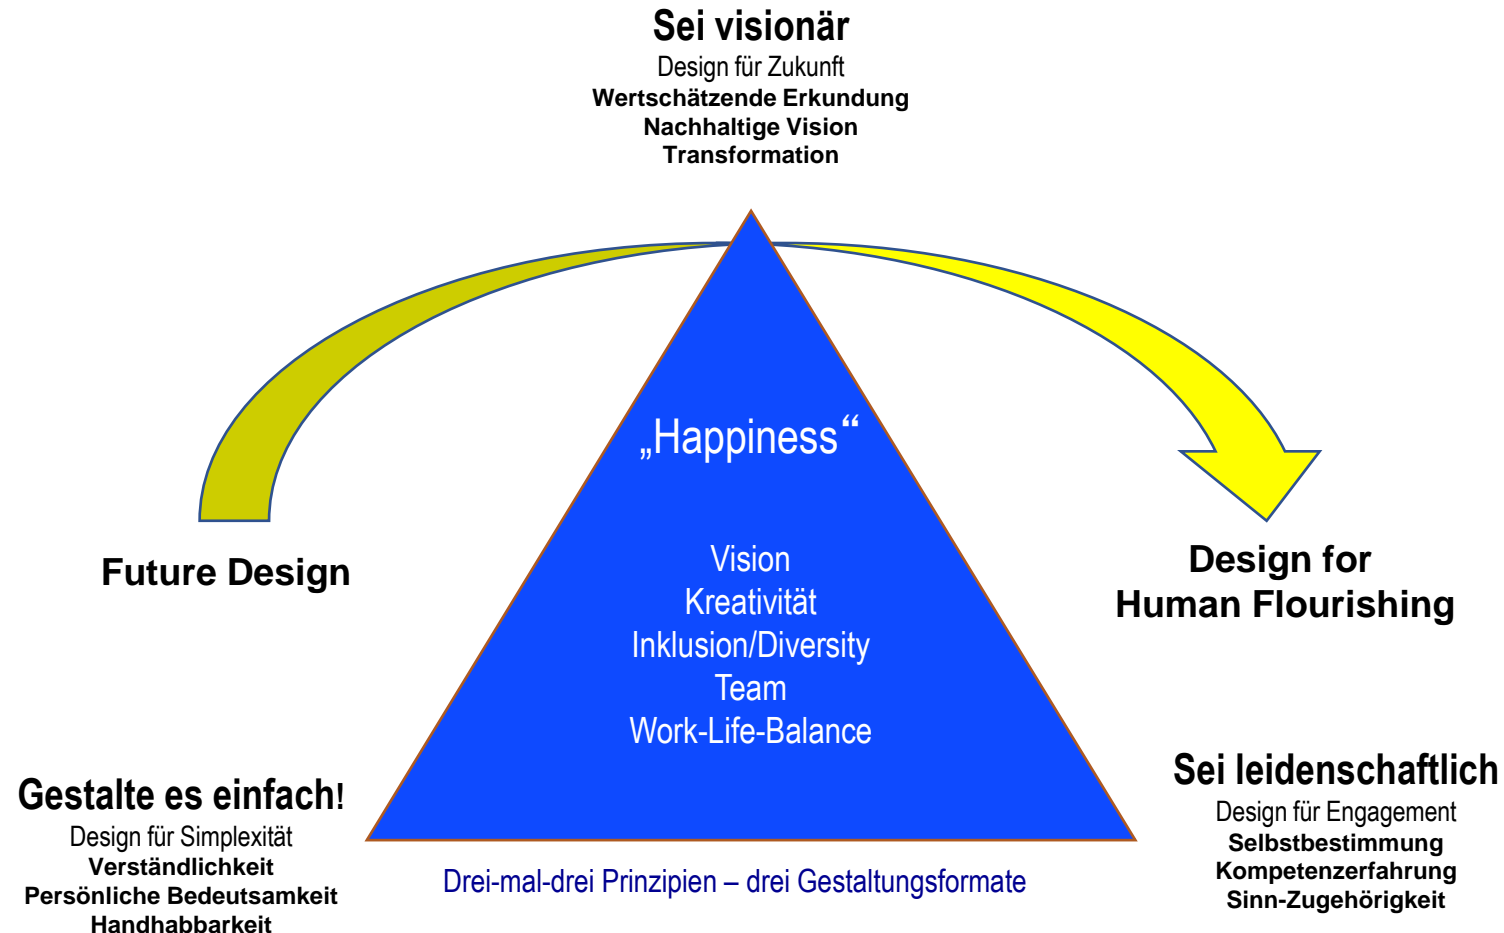 Sei visionär
Design für Zukunft
Wertschätzende Erkundung
Nachhaltige Vision
Transformation
„Happiness“
Vision
Kreativität
Inklusion/Diversity
Team
Work-Life-Balance
Future Design
Design for
Human Flourishing
Gestalte es einfach!
Design für Simplexität
Verständlichkeit
Persönliche Bedeutsamkeit
Handhabbarkeit
Sei leidenschaftlich
Design für Engagement
Selbstbestimmung
Kompetenzerfahrung
Sinn-Zugehörigkeit
Drei-mal-drei Prinzipien – drei Gestaltungsformate